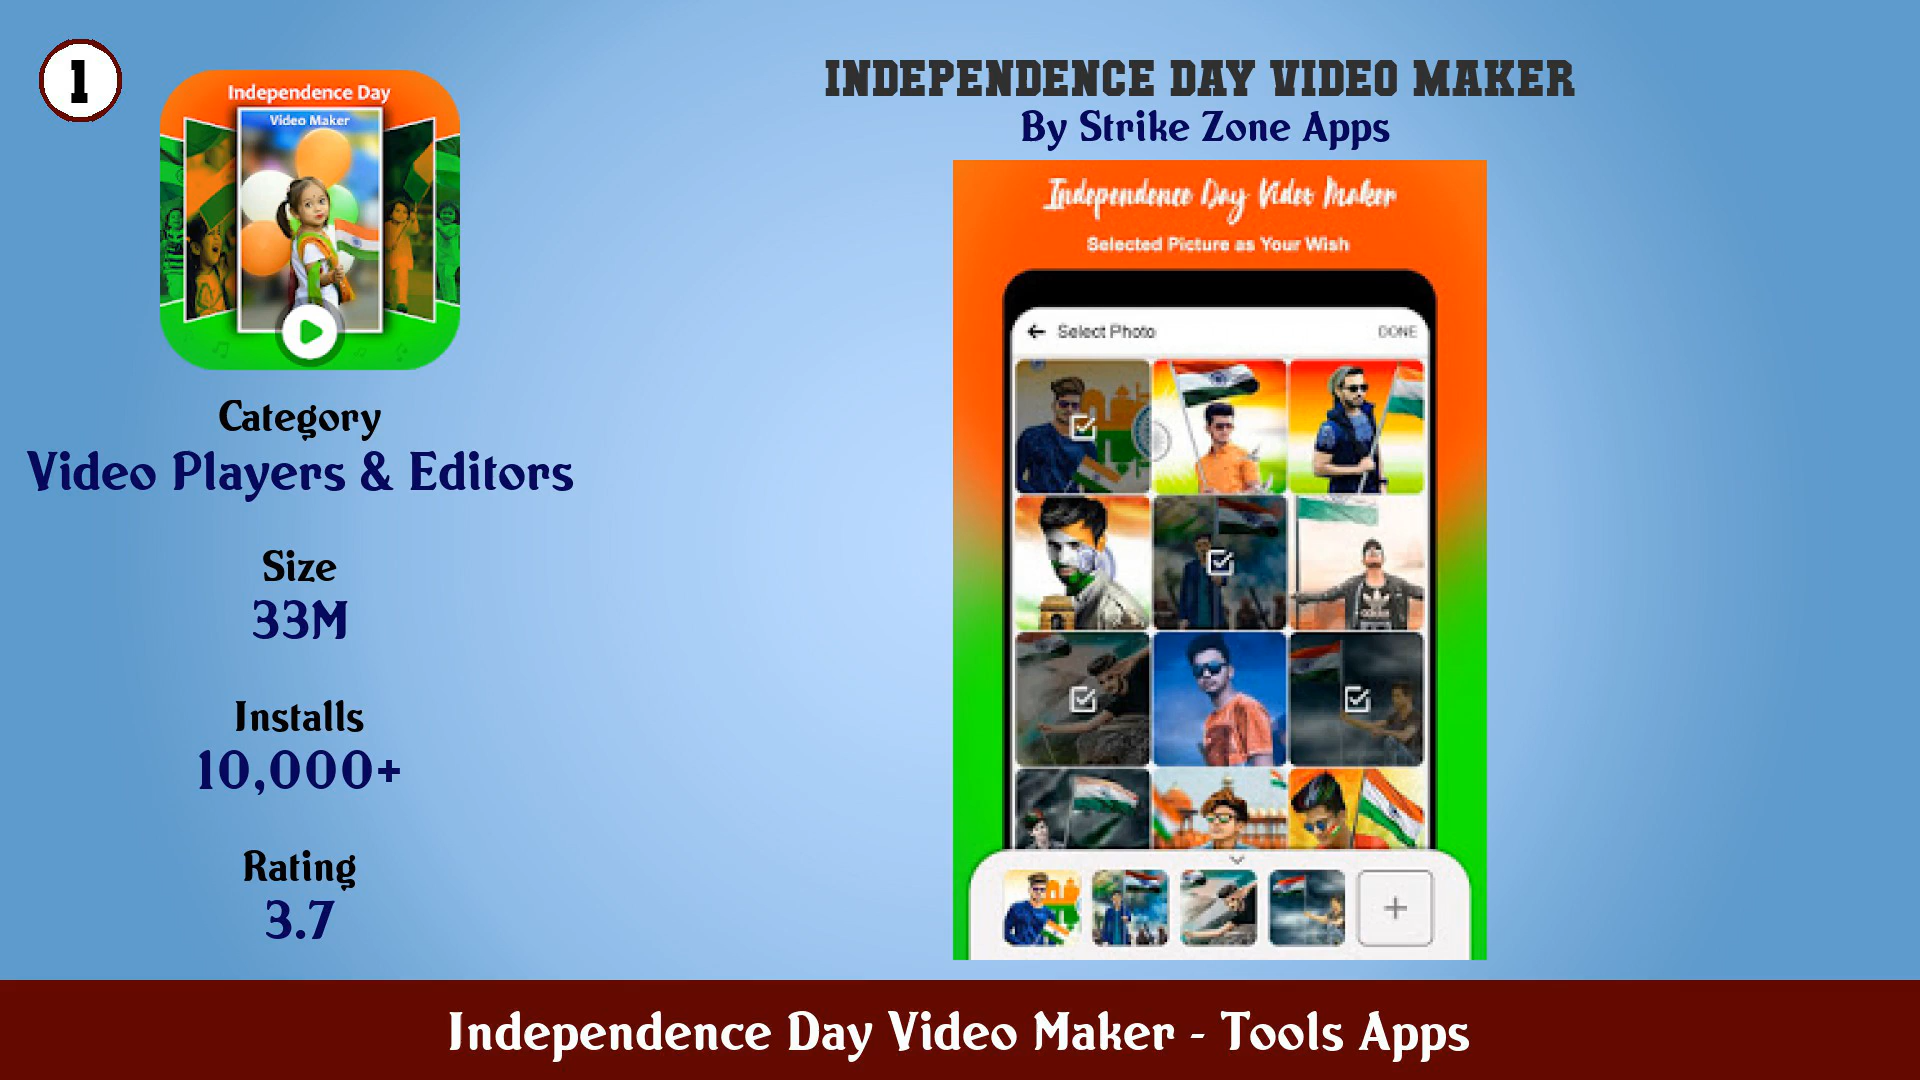 1
Independence Day
Video Maker
Category
Video Players & Editors
Size
33M
Installs
10,000+
Rating
3.7
INDEPENDENCE DAY VIDEO MAKER
By Strike Zone Apps
Independence Day Video Maker
Selected Picture as Your Wish
Select Photo
DONE
adidas
Independence Day Video Maker - Tools Apps